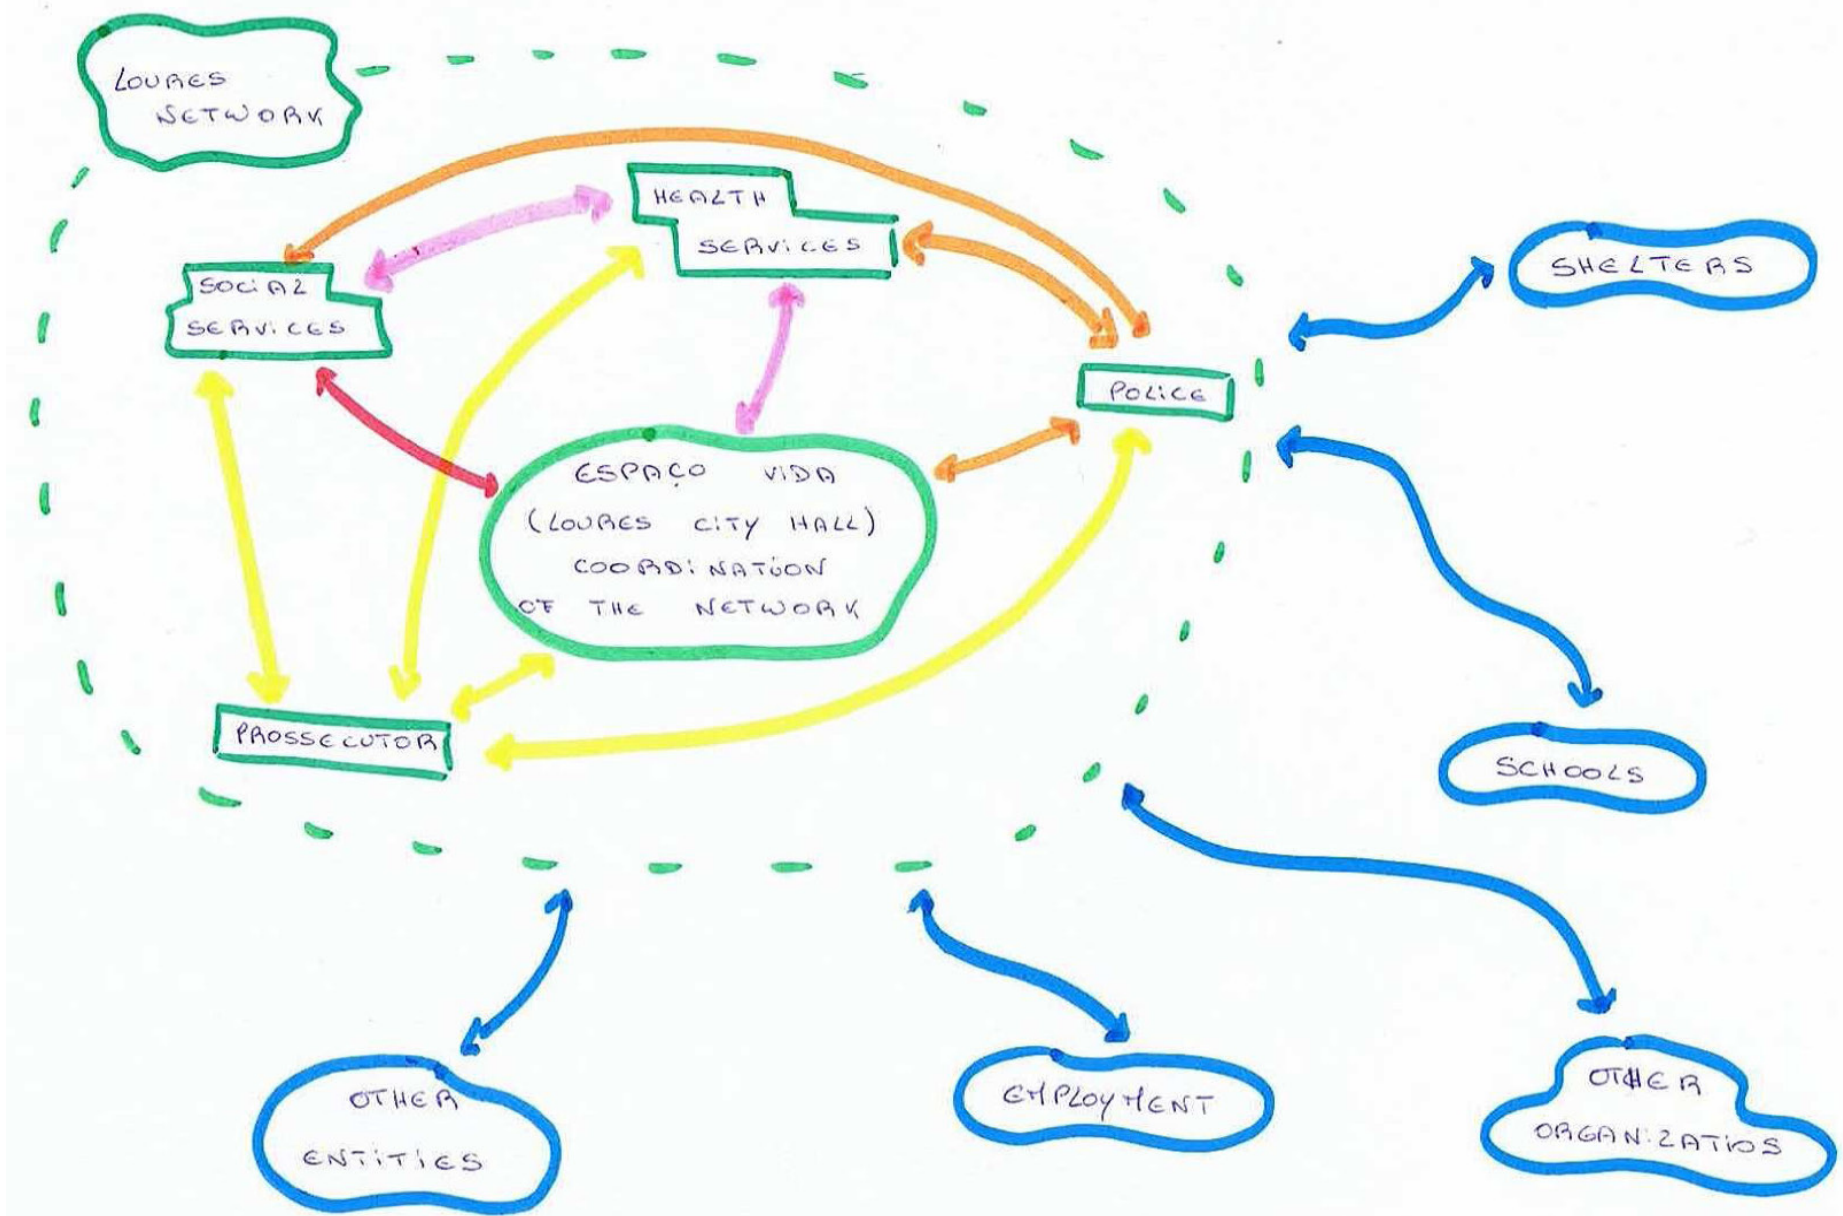 LOURES
NETWORK
HEALTH
SERVICES
SOCIAL
SERVICES
SHELTERS
POLICE
ESPAÇO VIDA
(LOURES CITY HALL)
COORDINATION
OF THE NETWORK
PROSSECUTOR
SCHOOLS
OTHER
ENTITIES
EMPLOYMENT
OTHER
ORGANIZATIOS